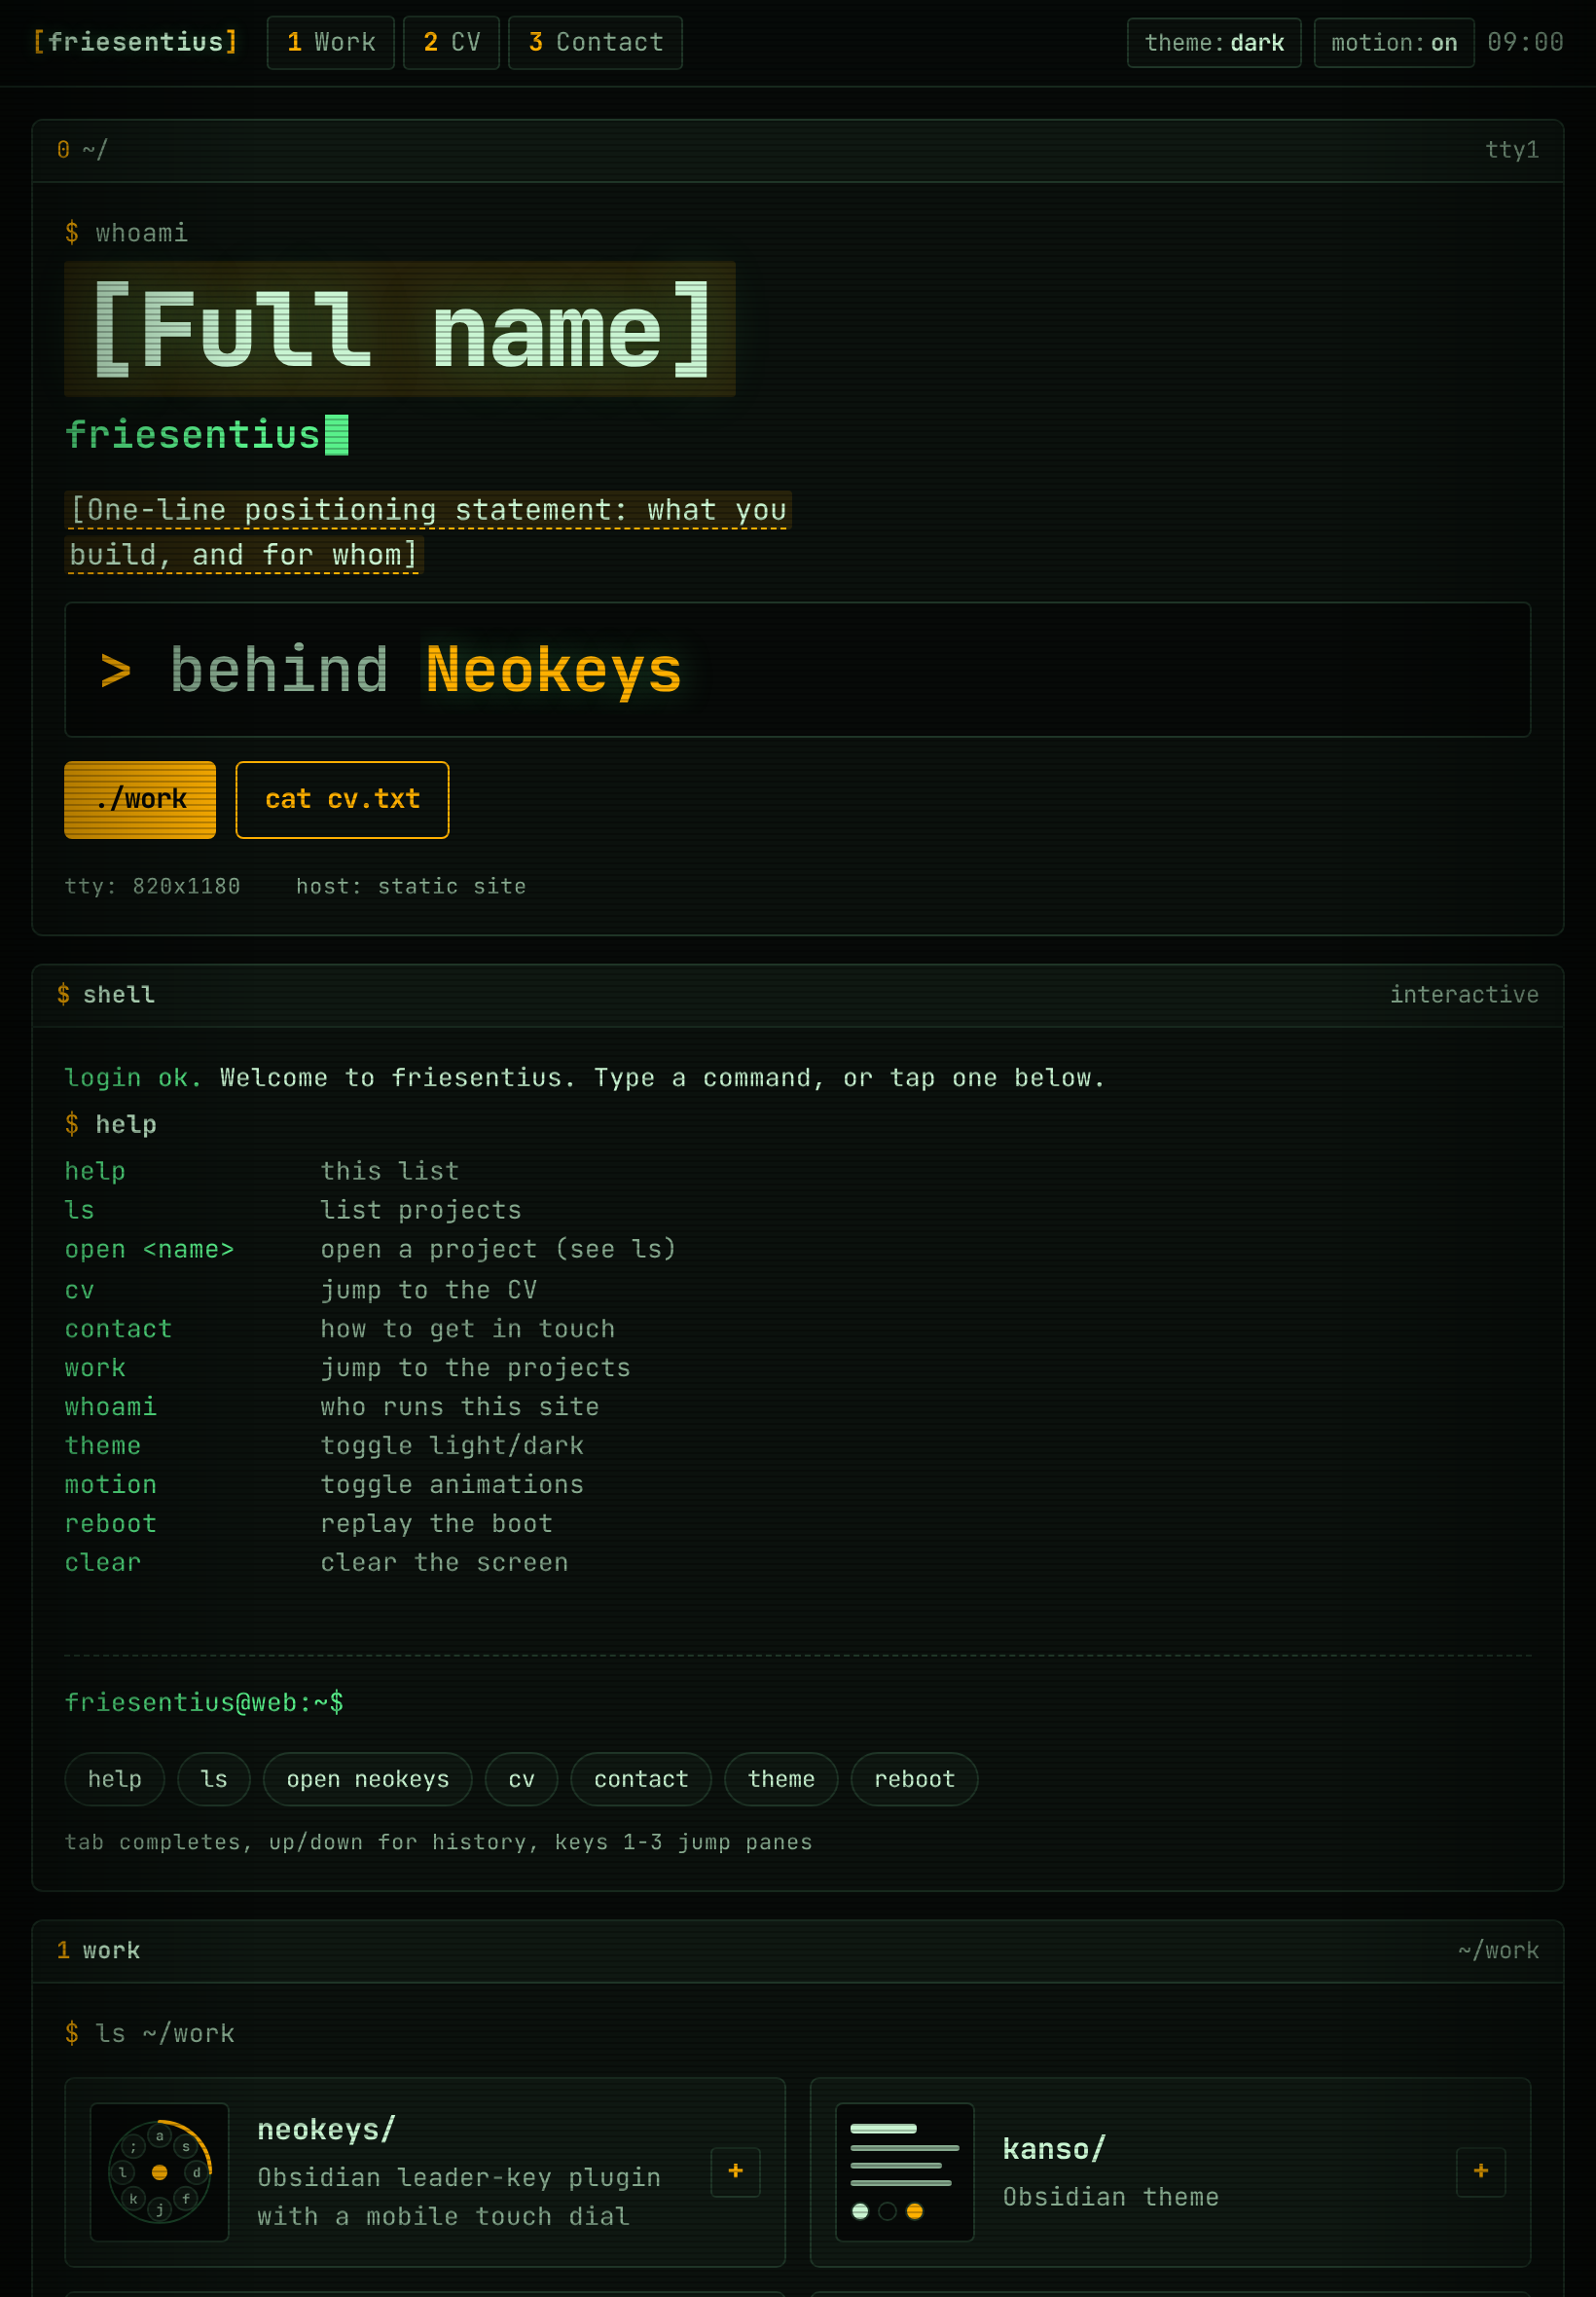 [friesentius] 1 Work 2 CV 3 Contact theme:dark motion:on 09:00
0 ~/ tty1
$ whoami
[Full name]
friesentius
[One-line positioning statement: what you
build, and for whom]
> behind Neokeys
./work cat cv.txt
tty: 820x1180 host: static site
$ shell interactive
login ok. Welcome to friesentius. Type a command, or tap one below.
$ help
help this list
ls list projects
open <name> open a project (see ls)
cv jump to the CV
contact how to get in touch
work jump to the projects
whoami who runs this site
theme toggle light/dark
motion toggle animations
reboot replay the boot
clear clear the screen
friesentius@web:~$
help ls open neokeys cv contact theme reboot
tab completes, up/down for history, keys 1-3 jump panes
1 work ~/work
$ ls ~/work
a s d f j k l ;
neokeys/
Obsidian leader-key plugin
with a mobile touch dial
+
kanso/
Obsidian theme
+